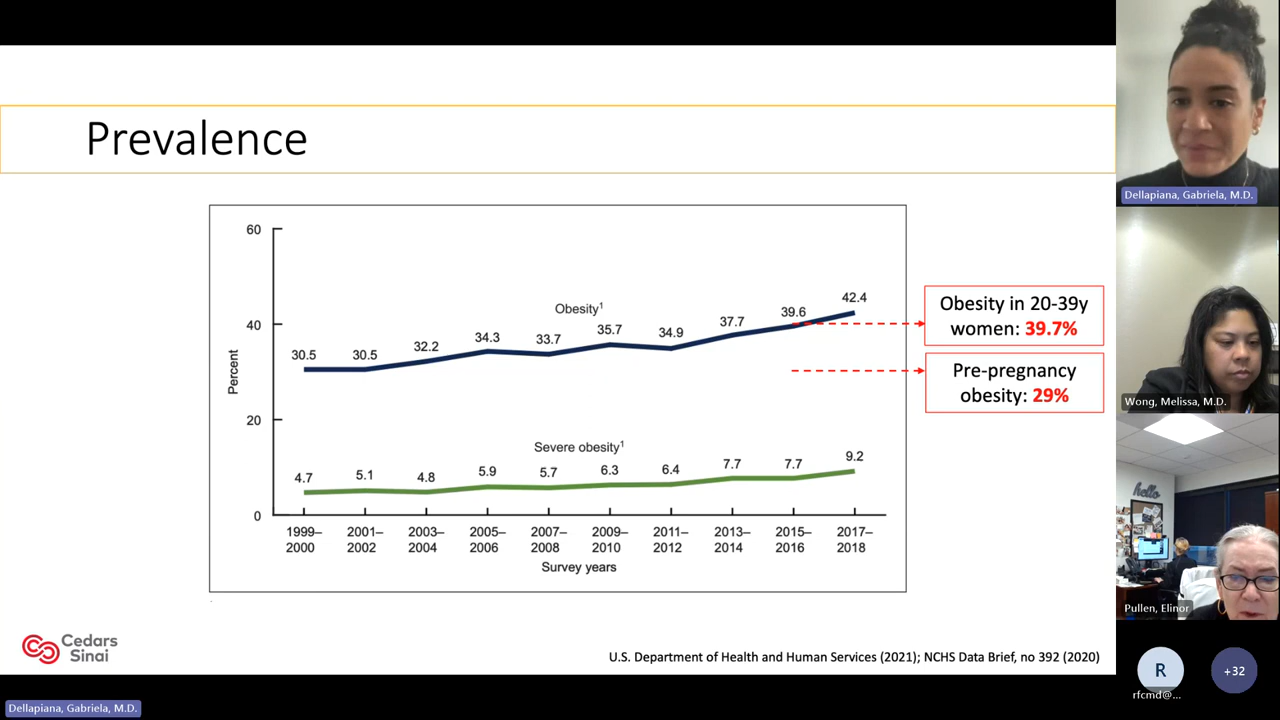 Prevalence
60
40
20
0
Percent
Obesity1
30.5
30.5
32.2
34.3
33.7
35.7
34.9
37.7
39.6
42.4
Severe obesity1
4.7
5.1
4.8
5.9
5.7
6.3
6.4
7.7
7.7
9.2
1999–
2000
2001–
2002
2003–
2004
2005–
2006
2007–
2008
2009–
2010
2011–
2012
2013–
2014
2015–
2016
2017–
2018
Survey years
Obesity in 20-39y
women: 39.7%
Pre-pregnancy
obesity: 29%
Cedars
Sinai
U.S. Department of Health and Human Services (2021); NCHS Data Brief, no 392 (2020)
Dellapiana, Gabriela, M.D.
Dellapiana, Gabriela, M.D.
Wong, Melissa, M.D.
hello
Pullen, Elinor
R
rfcmd@...
+32